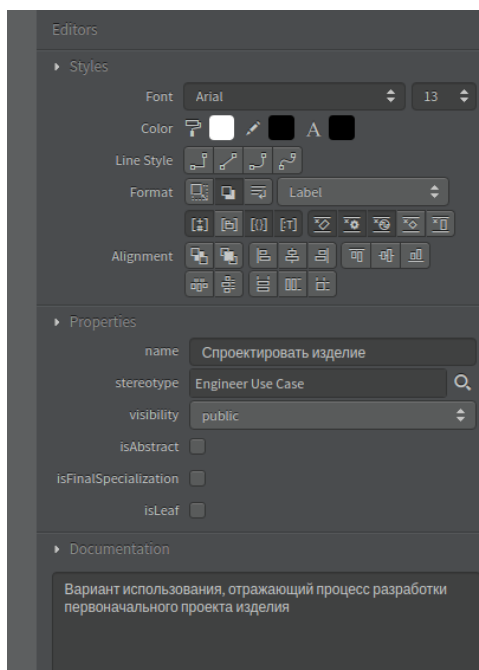 Editors
Styles
Font Arial 13
Color A
Line Style
Format Label
Alignment
Properties
name Спроектировать изделие
stereotype Engineer Use Case
visibility public
isAbstract
isFinalSpecialization
isLeaf
Documentation
Вариант использования, отражающий процесс разработки
первоначального проекта изделия